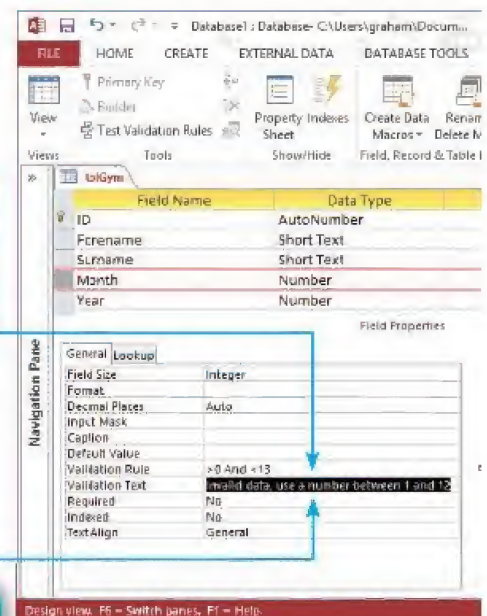 Database1 : Database- C:\Users\graham\Docum...
FILE HOME CREATE EXTERNAL DATA DATABASE TOOLS
View
Primary Key
Builder
Test Validation Rules
Property Sheet
Indexes
Create Data Macros
Renam
Delete M
Views Tools Show/Hide Field, Record & Table
tblGym
Field Name Data Type
ID AutoNumber
Forename Short Text
Surname Short Text
Month Number
Year Number
Field Properties
Navigation Pane
General Lookup
Field Size Integer
Format
Decimal Places Auto
Input Mask
Caption
Default Value
Validation Rule >0 And <13
Validation Text Invalid data, use a number between 1 and 12
Required No
Indexed No
Text Align General
Design view. F6 = Switch panes. F1 = Help.